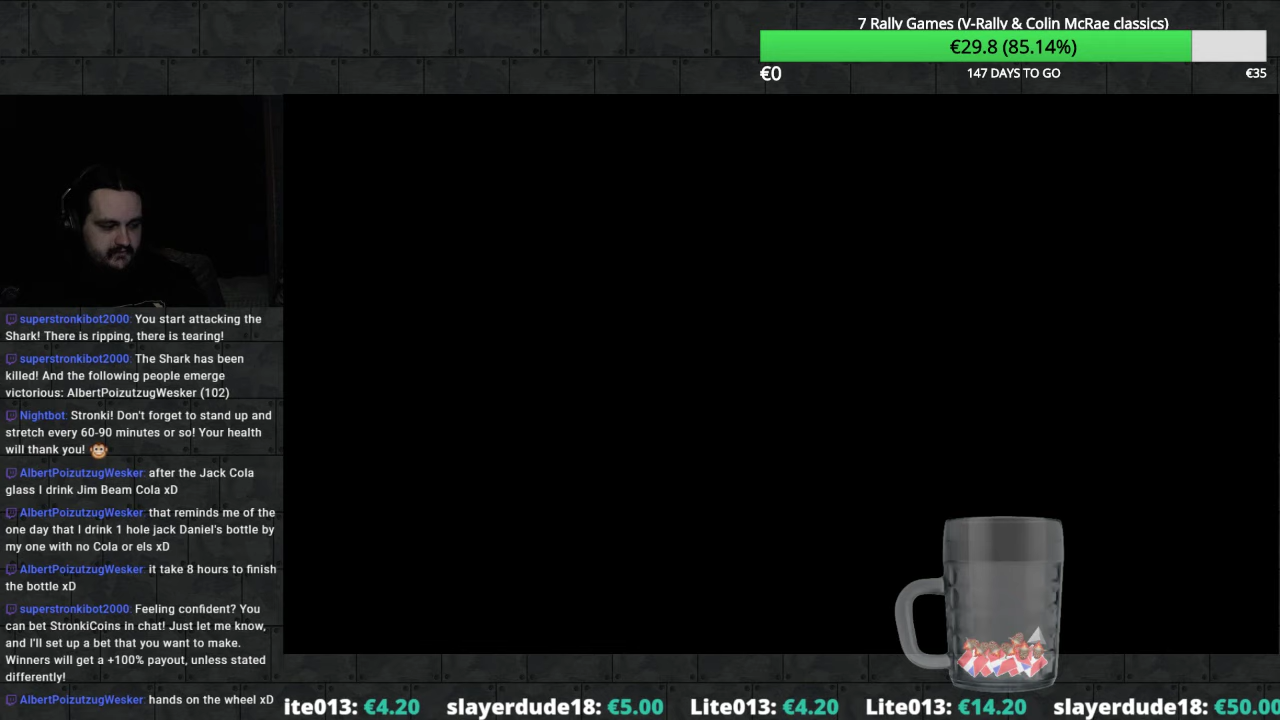 7 Rally Games (V-Rally & Colin McRae classics)
€29.8 (85.14%)
€0
147 DAYS TO GO
€35
superstronkibot2000: You start attacking the
Shark! There is ripping, there is tearing!
superstronkibot2000: The Shark has been
killed! And the following people emerge
victorious: AlbertPoizutzugWesker (102)
Nightbot: Stronki! Don't forget to stand up and
stretch every 60-90 minutes or so! Your health
will thank you!
AlbertPoizutzugWesker: after the Jack Cola
glass I drink Jim Beam Cola xD
AlbertPoizutzugWesker: that reminds me of the
one day that I drink 1 hole jack Daniel's bottle by
my one with no Cola or els xD
AlbertPoizutzugWesker: it take 8 hours to finish
the bottle xD
superstronkibot2000: Feeling confident? You
can bet StronkiCoins in chat! Just let me know,
and I'll set up a bet that you want to make.
Winners will get a +100% payout, unless stated
differently!
AlbertPoizutzugWesker: hands on the wheel xD
ite013: €4.20 slayerdude18: €5.00 Lite013: €4.20 Lite013: €14.20 slayerdude18: €50.00